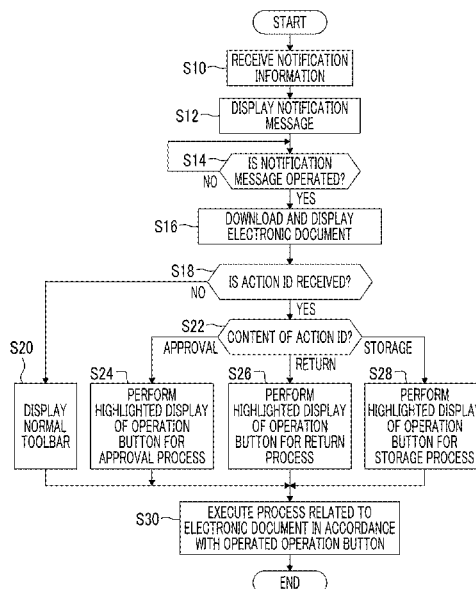 START
S10
RECEIVE NOTIFICATION
INFORMATION
S12
DISPLAY NOTIFICATION
MESSAGE
S14
IS NOTIFICATION
MESSAGE OPERATED?
NO
YES
S16
DOWNLOAD AND DISPLAY
ELECTRONIC DOCUMENT
S18
IS ACTION ID RECEIVED?
NO
YES
S22
CONTENT OF ACTION ID?
APPROVAL
RETURN
STORAGE
S20
DISPLAY
NORMAL
TOOLBAR
S24
PERFORM
HIGHLIGHTED DISPLAY
OF OPERATION
BUTTON FOR
APPROVAL PROCESS
S26
PERFORM
HIGHLIGHTED DISPLAY
OF OPERATION
BUTTON FOR RETURN
PROCESS
S28
PERFORM
HIGHLIGHTED DISPLAY
OF OPERATION
BUTTON FOR
STORAGE PROCESS
S30
EXECUTE PROCESS RELATED TO
ELECTRONIC DOCUMENT IN ACCORDANCE
WITH OPERATED OPERATION BUTTON
END